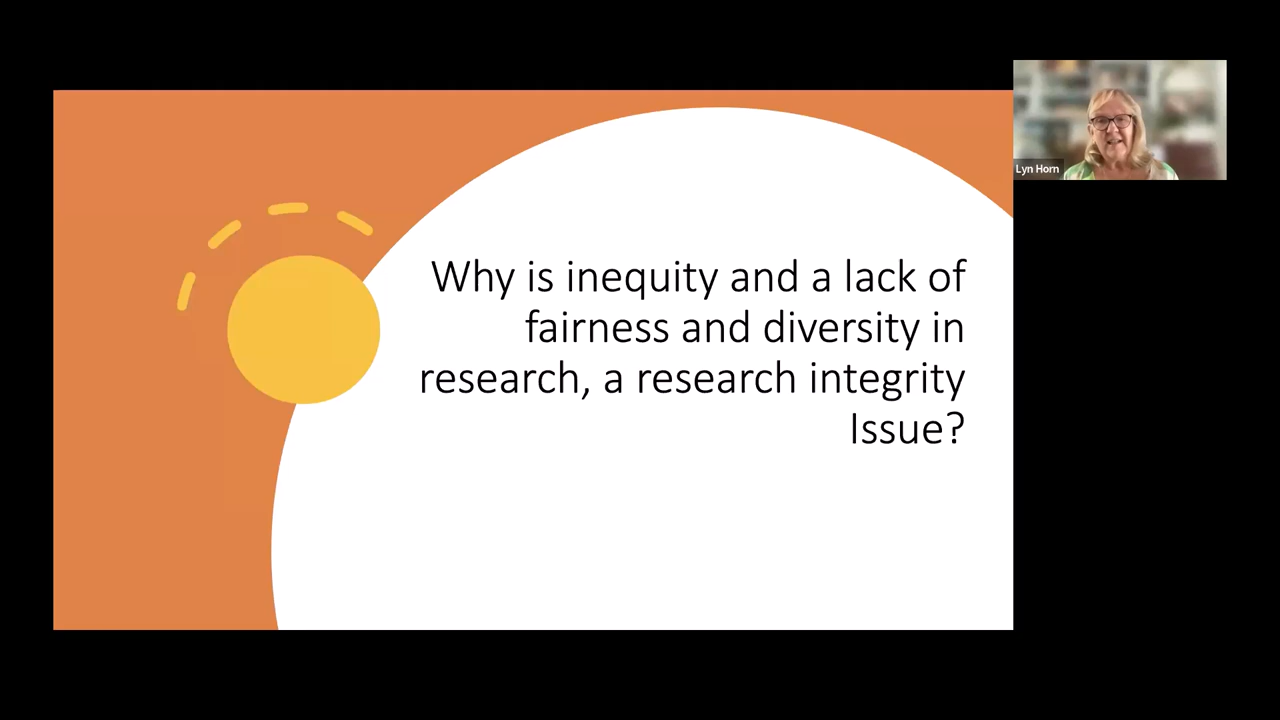 Why is inequity and a lack of
fairness and diversity in
research, a research integrity
Issue?
Lyn Horn